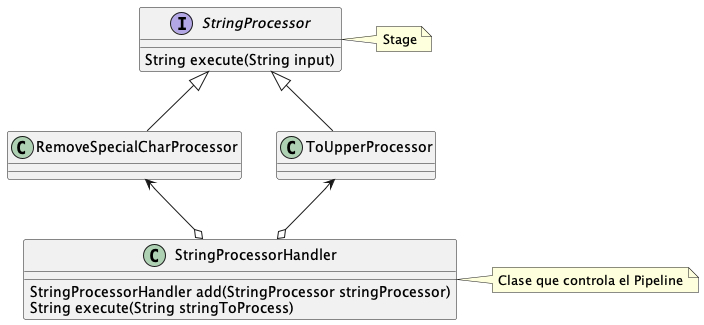 I StringProcessor
Stage
String execute(String input)
C RemoveSpecialCharProcessor
C ToUpperProcessor
C StringProcessorHandler
Clase que controla el Pipeline
StringProcessorHandler add(StringProcessor stringProcessor)
String execute(String stringToProcess)